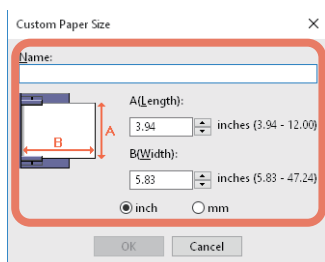 Custom Paper Size
Name:
A(Length):
3.94 inches (3.94 - 12.00)
A
B
B(Width):
5.83 inches (5.83 - 47.24)
inch mm
OK Cancel